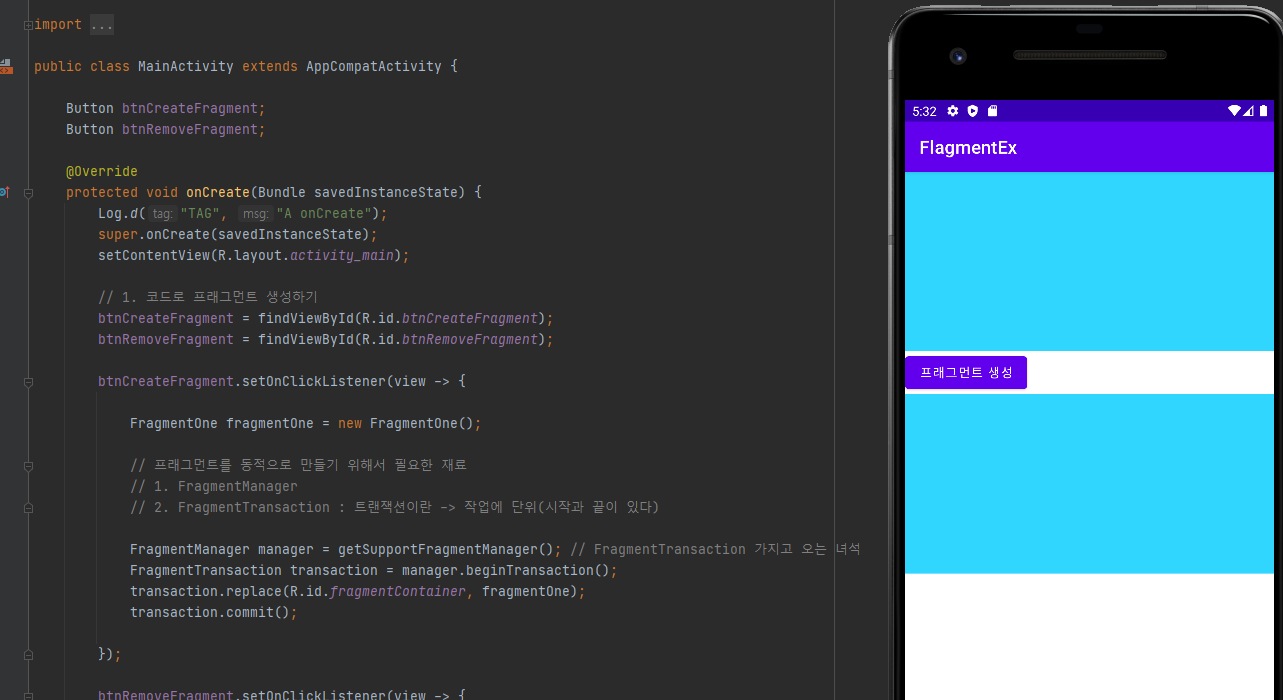 import ...
public class MainActivity extends AppCompatActivity {
Button btnCreateFragment;
Button btnRemoveFragment;
@Override
protected void onCreate(Bundle savedInstanceState) {
Log.d( tag: "TAG", msg: "A onCreate");
super.onCreate(savedInstanceState);
setContentView(R.layout.activity_main);
// 1. 코드로 프래그먼트 생성하기
btnCreateFragment = findViewById(R.id.btnCreateFragment);
btnRemoveFragment = findViewById(R.id.btnRemoveFragment);
btnCreateFragment.setOnClickListener(view -> {
FragmentOne fragmentOne = new FragmentOne();
// 프래그먼트를 동적으로 만들기 위해서 필요한 재료
// 1. FragmentManager
// 2. FragmentTransaction : 트랜잭션이란 -> 작업에 단위(시작과 끝이 있다)
FragmentManager manager = getSupportFragmentManager(); // FragmentTransaction 가지고 오는 녀석
FragmentTransaction transaction = manager.beginTransaction();
transaction.replace(R.id.fragmentContainer, fragmentOne);
transaction.commit();
});
btnRemoveFragment.setOnClickListener(view -> {
5:32
FlagmentEx
프래그먼트 생성